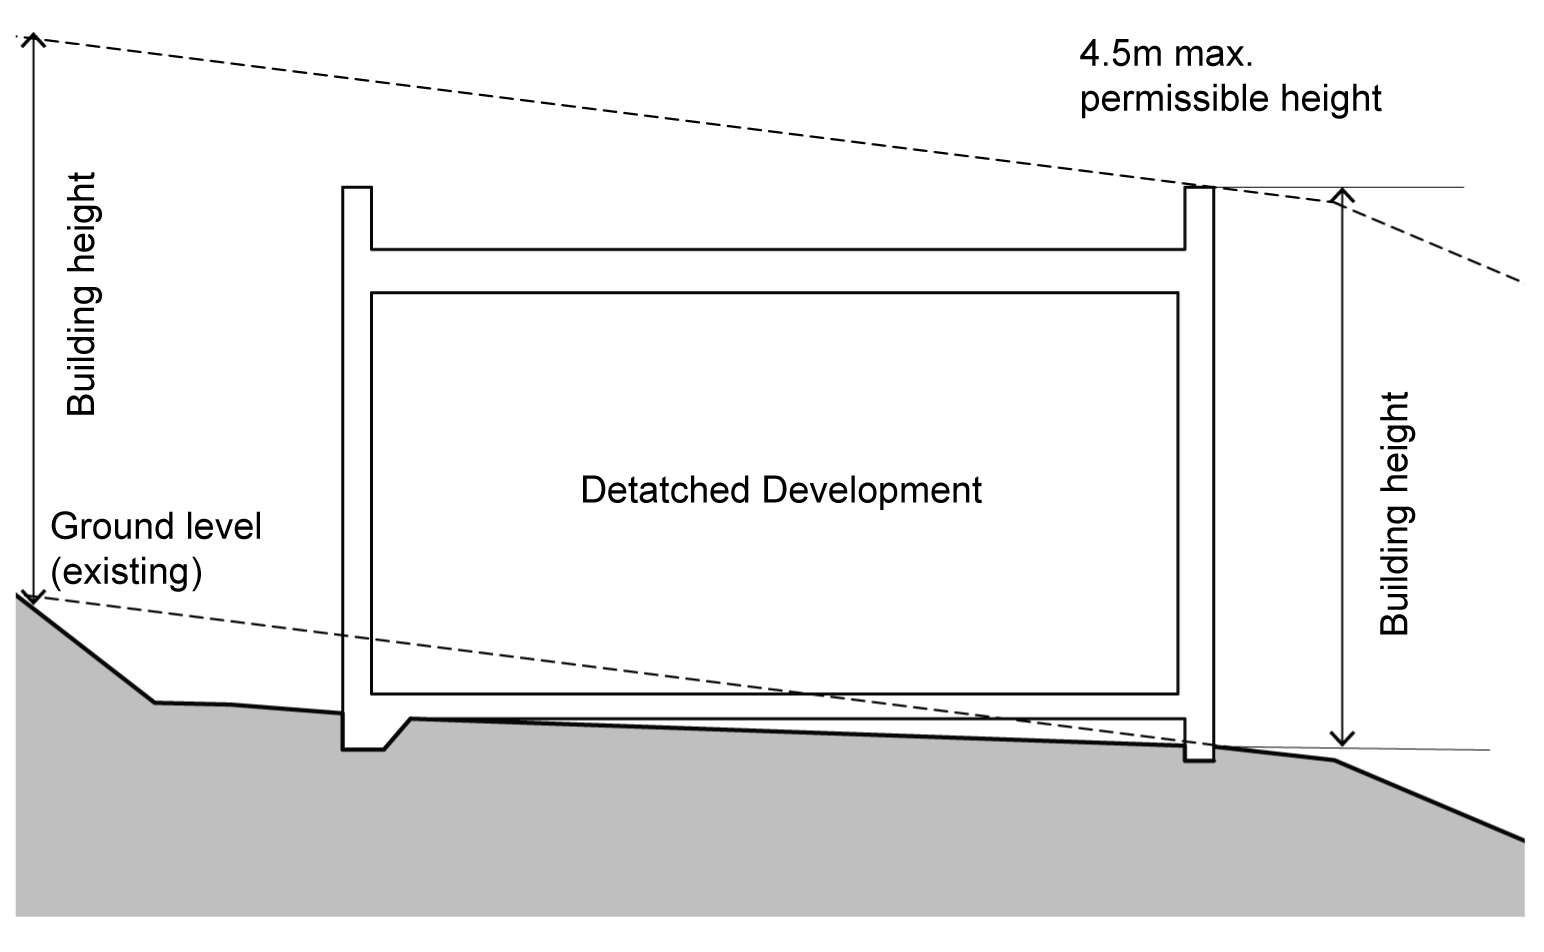 4.5m max.
permissible height
Building height
Detatched Development
Building height
Ground level
(existing)